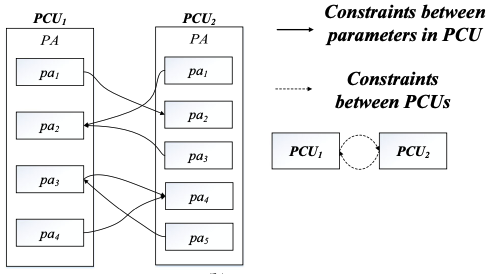 PCU1
PA
pa1
pa2
pa3
pa4
PCU2
PA
pa1
pa2
pa3
pa4
pa5
Constraints between
parameters in PCU
Constraints
between PCUs
PCU1
PCU2